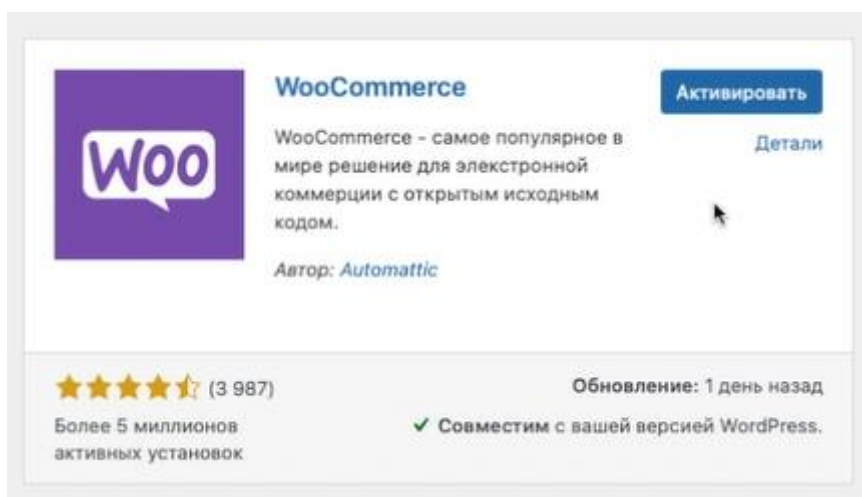 Woo
WooCommerce
Активировать
WooCommerce - самое популярное в
мире решение для элекстронной
коммерции с открытым исходным
кодом.
Детали
Автор: Automattic
(3 987)
Более 5 миллионов
активных установок
Обновление: 1 день назад
✔ Совместим с вашей версией WordPress.